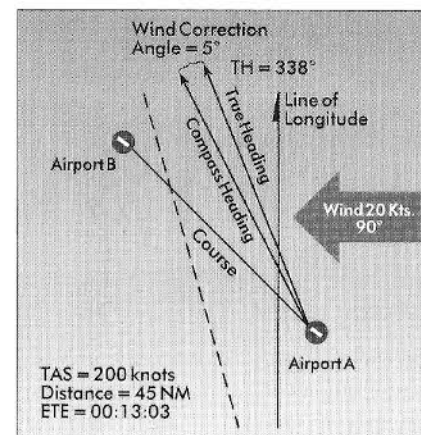 Wind Correction
Angle = 5°
TH = 338°
Line of
Longitude
True Heading
Compass Heading
Airport B
Wind 20 Kts.
90°
Course
Airport A
TAS = 200 knots
Distance = 45 NM
ETE = 00:13:03